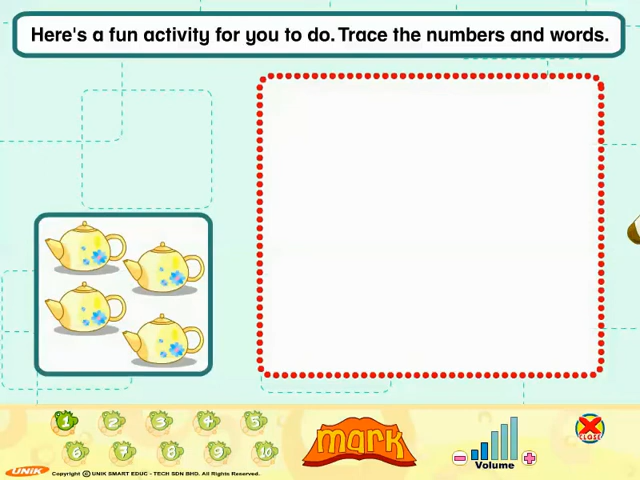 Here's a fun activity for you to do. Trace the numbers and words.
1 2 3 4 5
6 7 8 9 10
mark
Volume
CLOSE
UNIK
Copyright © UNIK SMART EDUC - TECH SDN BHD. All Rights Reserved.